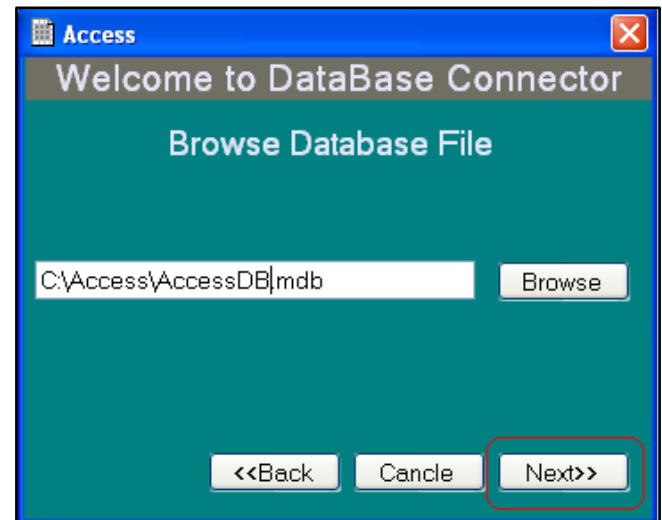 Access
Welcome to DataBase Connector
Browse Database File
C:\Access\AccessDB.mdb
Browse
<<Back
Cancle
Next>>